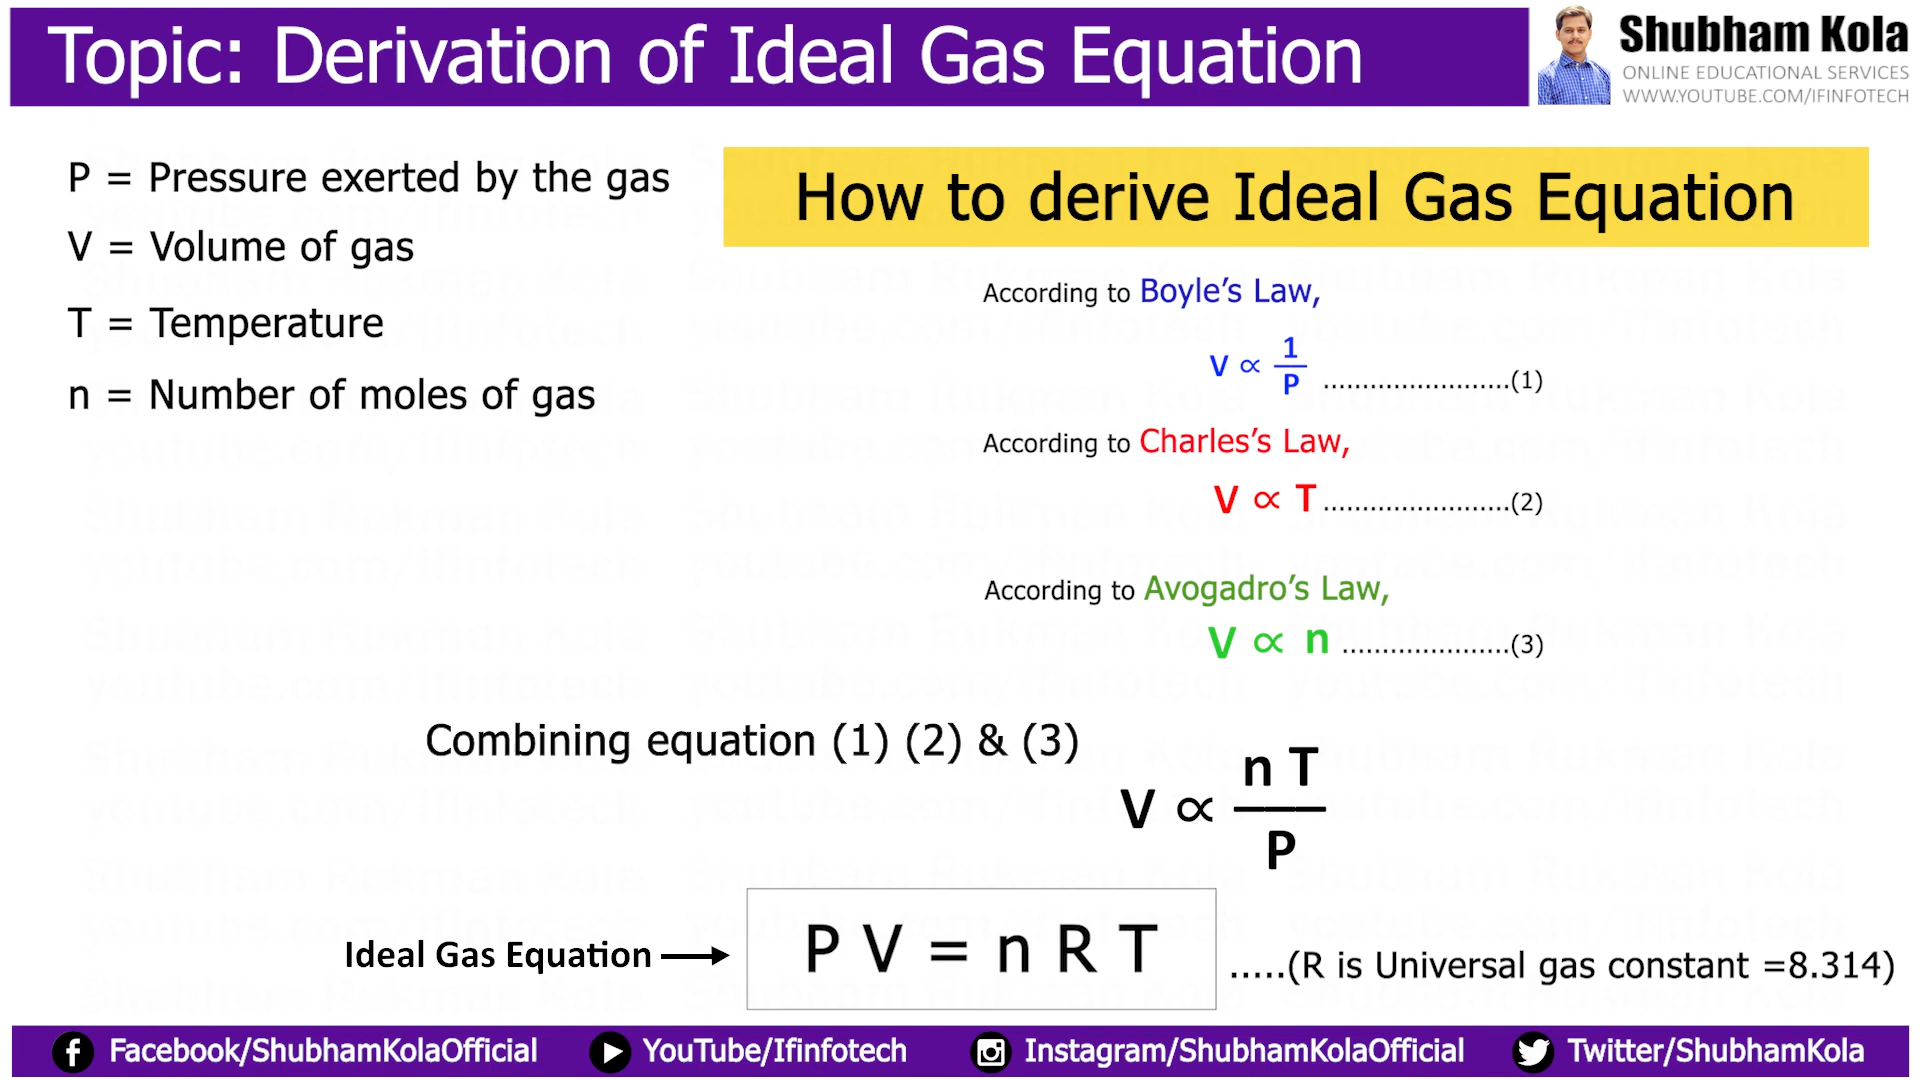 Topic: Derivation of Ideal Gas Equation
Shubham Kola
ONLINE EDUCATIONAL SERVICES
WWW.YOUTUBE.COM/IFINFOTECH
P = Pressure exerted by the gas
V = Volume of gas
T = Temperature
n = Number of moles of gas
How to derive Ideal Gas Equation
According to Boyle's Law,
V ∝ 1/P ........................(1)
According to Charles's Law,
V ∝ T ........................(2)
According to Avogadro's Law,
V ∝ n .....................(3)
Combining equation (1) (2) & (3)
V ∝ n T / P
Ideal Gas Equation → P V = n R T .....(R is Universal gas constant =8.314)
Facebook/ShubhamKolaOfficial YouTube/Ifinfotech Instagram/ShubhamKolaOfficial Twitter/ShubhamKola